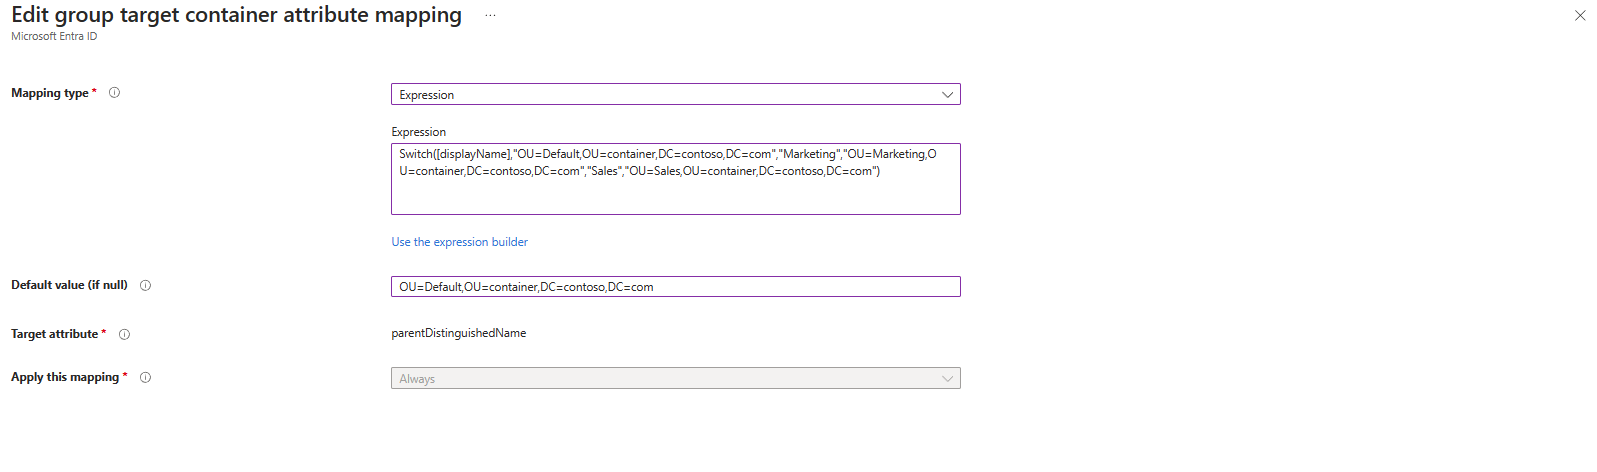 Edit group target container attribute mapping ...
Microsoft Entra ID
Mapping type *
Expression
Expression
Switch([displayName],"OU=Default,OU=container,DC=contoso,DC=com","Marketing","OU=Marketing,O
U=container,DC=contoso,DC=com","Sales","OU=Sales,OU=container,DC=contoso,DC=com")
Use the expression builder
Default value (if null)
OU=Default,OU=container,DC=contoso,DC=com
Target attribute *
parentDistinguishedName
Apply this mapping *
Always